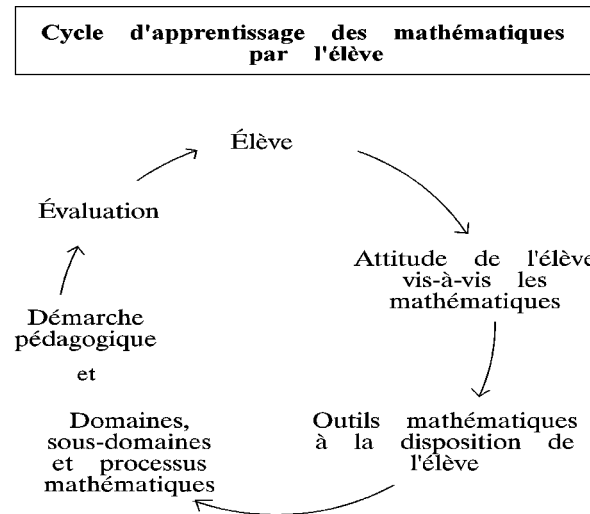 Cycle d'apprentissage des mathématiques
par l'élève
Élève
Attitude de l'élève
vis-à-vis les
mathématiques
Outils mathématiques
à la disposition de
l'élève
Domaines,
sous-domaines
et processus
mathématiques
et
Démarche
pédagogique
Évaluation